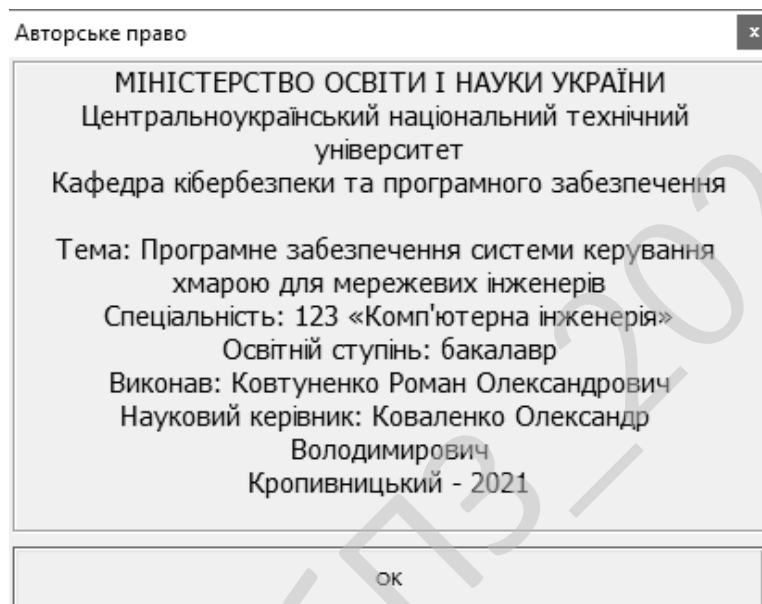 Авторське право
x
МІНІСТЕРСТВО ОСВІТИ І НАУКИ УКРАЇНИ
Центральноукраїнський національний технічний
університет
Кафедра кібербезпеки та програмного забезпечення
Тема: Програмне забезпечення системи керування
хмарою для мережевих інженерів
Спеціальність: 123 «Комп'ютерна інженерія»
Освітній ступінь: бакалавр
Виконав: Ковтуненко Роман Олександрович
Науковий керівник: Коваленко Олександр
Володимирович
Кропивницький - 2021
ОК